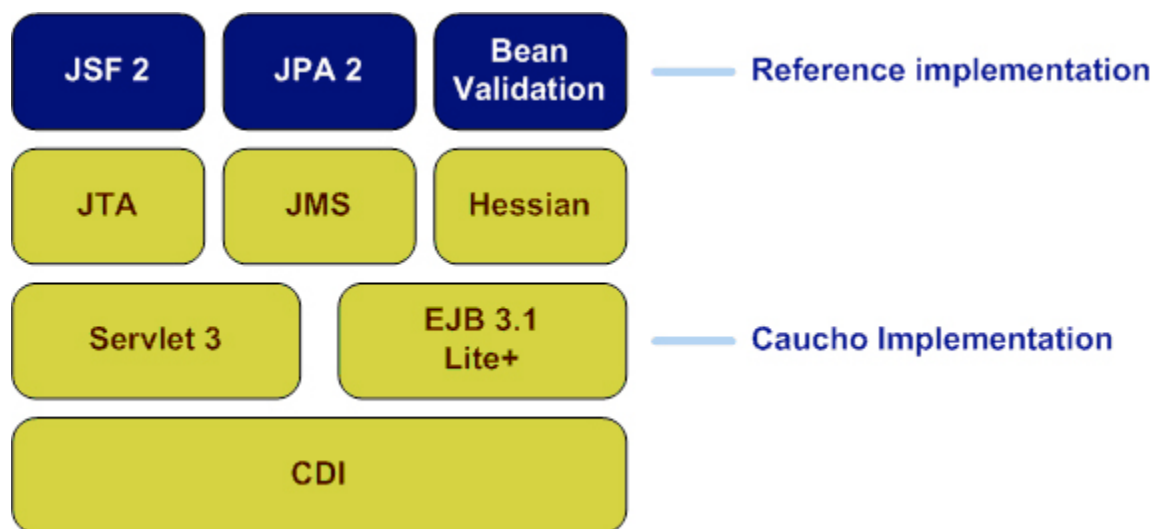 JSF 2
JPA 2
Bean
Validation
Reference implementation
JTA
JMS
Hessian
Servlet 3
EJB 3.1
Lite+
Caucho Implementation
CDI